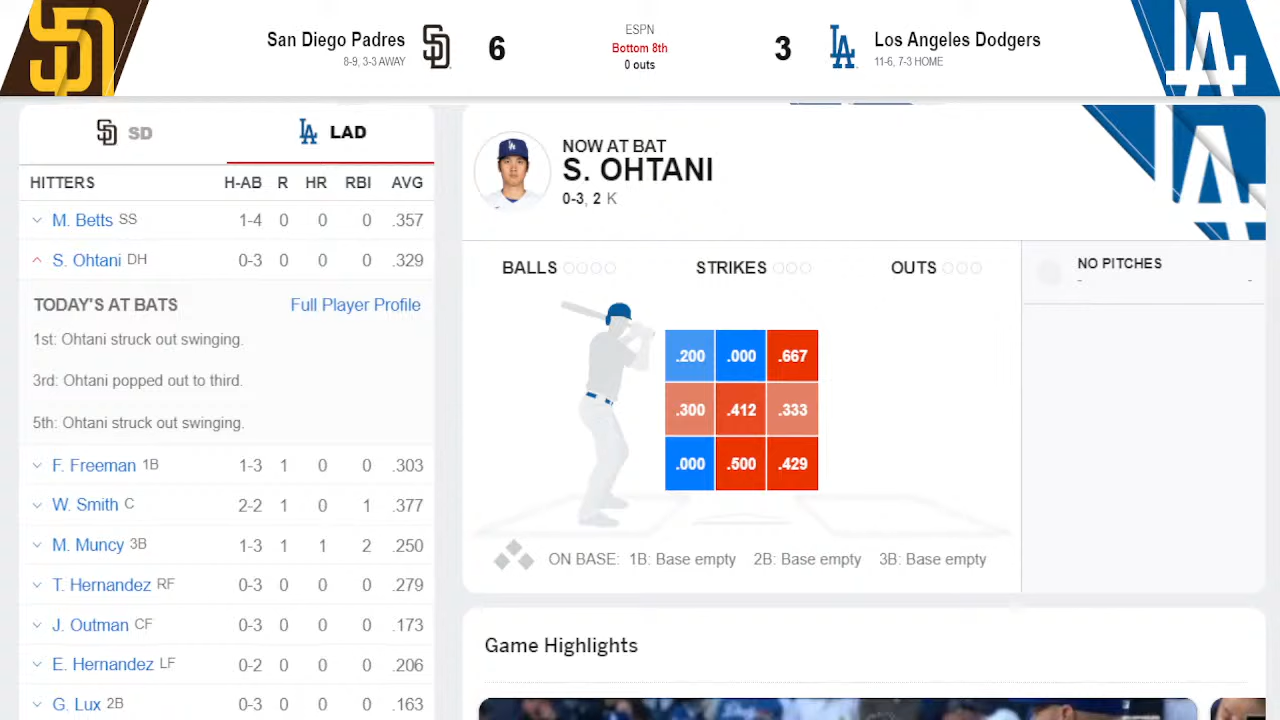 San Diego Padres
8-9, 3-3 AWAY
SD
6
ESPN
Bottom 8th
0 outs
3
LA
Los Angeles Dodgers
11-6, 7-3 HOME
SD
LAD
HITTERS H-AB R HR RBI AVG
M. Betts SS 1-4 0 0 0 .357
S. Ohtani DH 0-3 0 0 0 .329
TODAY'S AT BATS Full Player Profile
1st: Ohtani struck out swinging.
3rd: Ohtani popped out to third.
5th: Ohtani struck out swinging.
F. Freeman 1B 1-3 1 0 0 .303
W. Smith C 2-2 1 0 1 .377
M. Muncy 3B 1-3 1 1 2 .250
T. Hernandez RF 0-3 0 0 0 .279
J. Outman CF 0-3 0 0 0 .173
E. Hernandez LF 0-2 0 0 0 .206
G. Lux 2B 0-3 0 0 0 .163
NOW AT BAT
S. OHTANI
0-3, 2 K
BALLS STRIKES OUTS
.200 .000 .667
.300 .412 .333
.000 .500 .429
ON BASE: 1B: Base empty 2B: Base empty 3B: Base empty
NO PITCHES
- -
Game Highlights